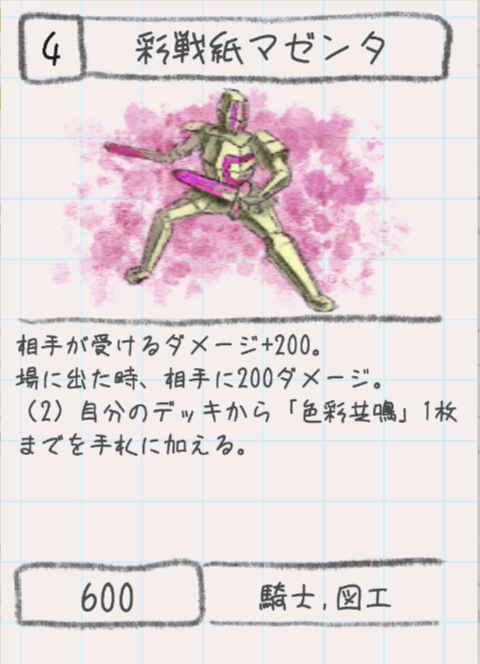 4
彩戦紙マゼンタ
相手が受けるダメージ+200。
場に出た時、相手に200ダメージ。
(2)自分のデッキから「色彩共鳴」1枚
までを手札に加える。
600
騎士,図工